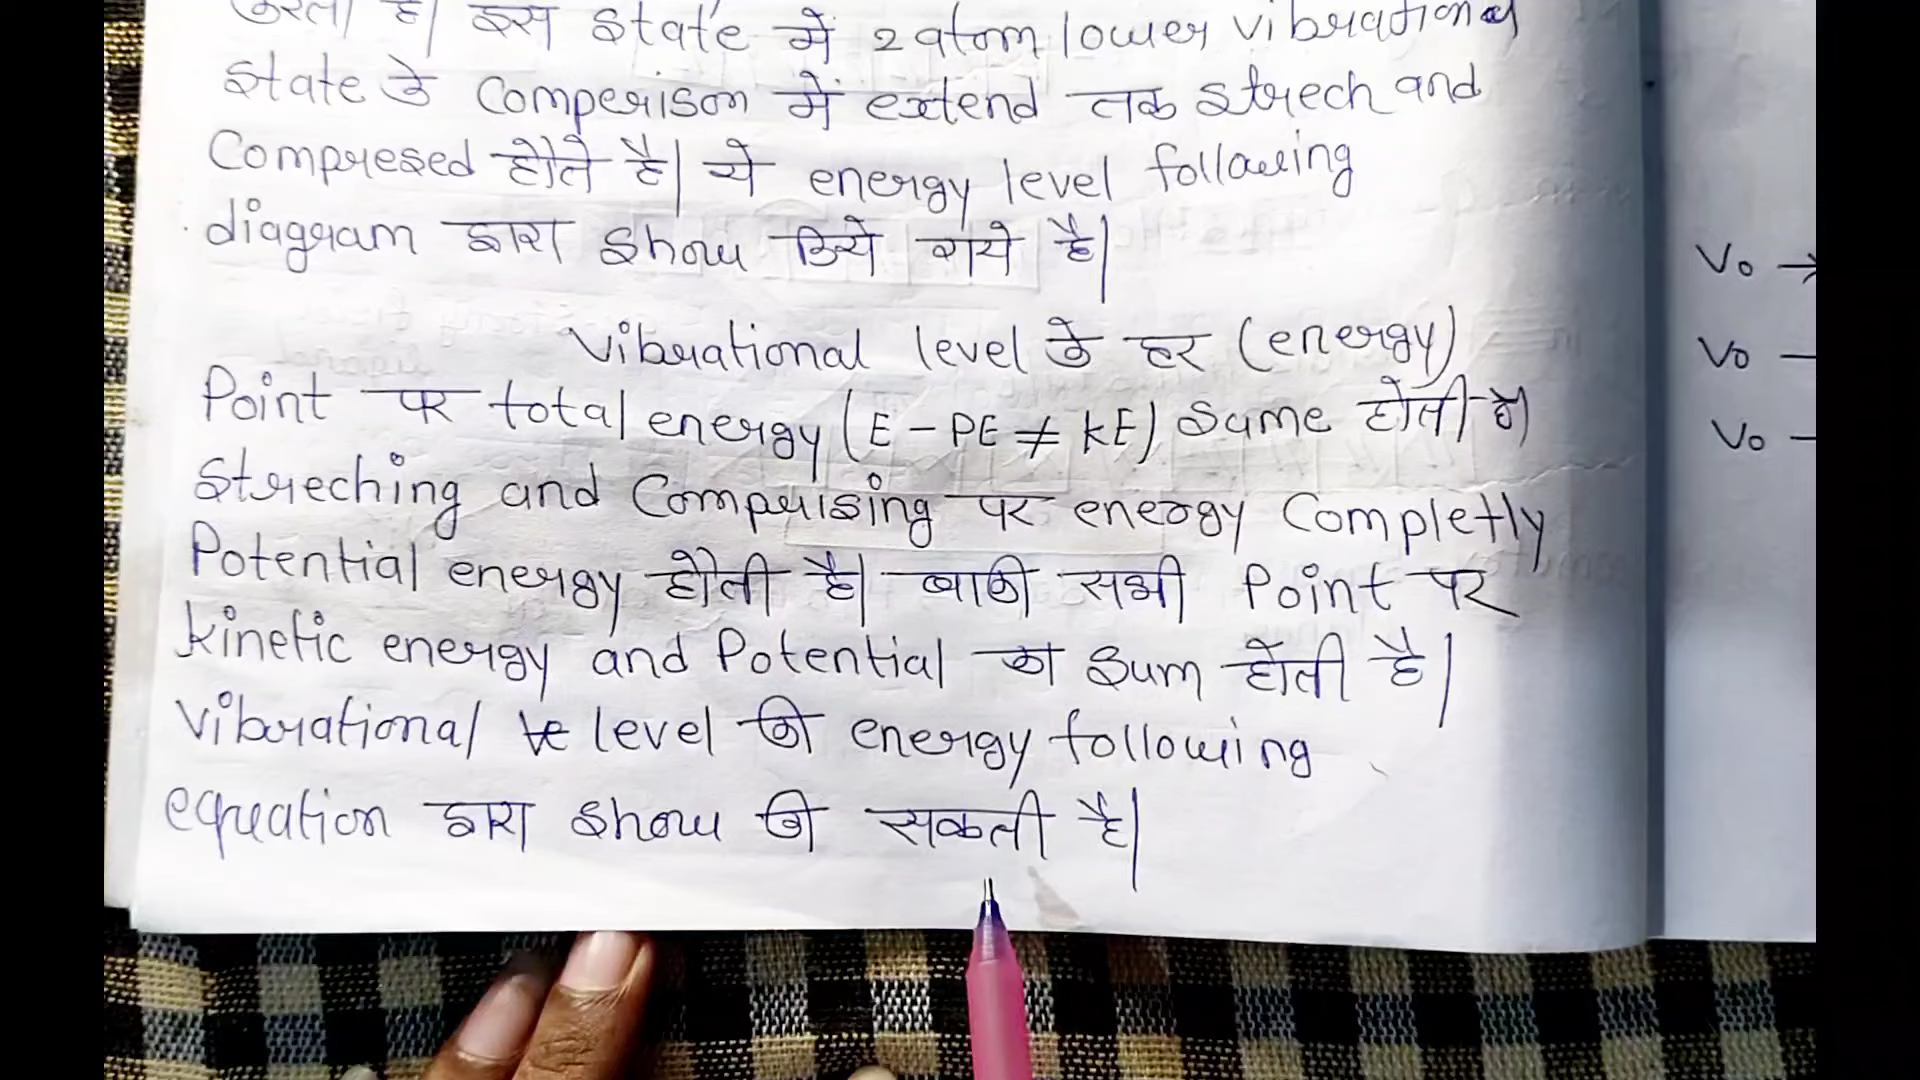 करता है। इस state में 2 atom lower vibrational
state के Comperison में extend तक strech and
Compresed होते है। ये energy level following
diagram द्वारा show किये गये है।
Vibrational level के हर (energy)
Point पर total energy (E - PE ≠ KE) Same होती है।
Streching and Comprising पर energy Completly
Potential energy होती है। बाकी सभी Point पर
kinetic energy and Potential का Sum होती है।
Vibrational level की energy following
equation द्वारा show की सकती है।
V₀ →
V₀ –
V₀ –